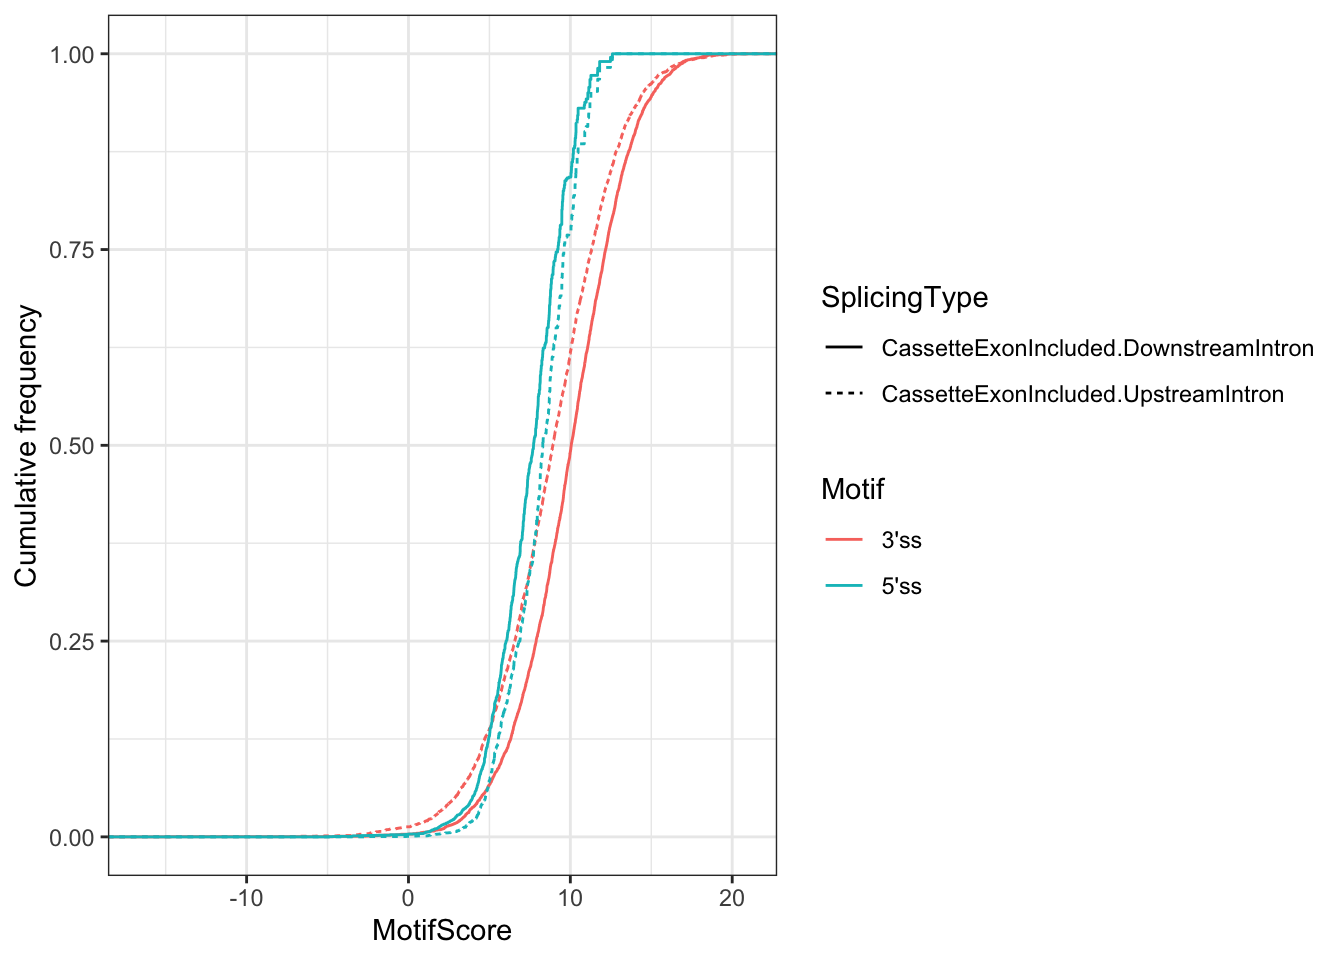 1.00
0.75
0.50
0.25
0.00
Cumulative frequency
-10
0
10
20
MotifScore
SplicingType
CassetteExonIncluded.DownstreamIntron
CassetteExonIncluded.UpstreamIntron
Motif
3'ss
5'ss